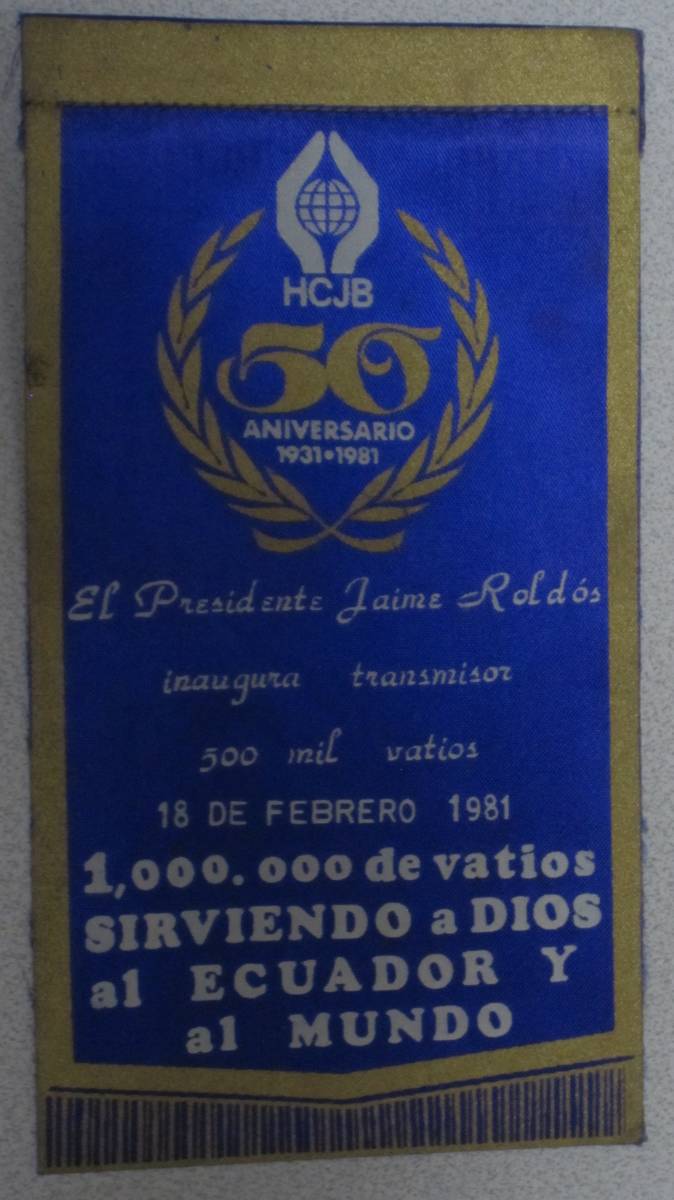 HCJB
50
ANIVERSARIO
1931•1981
El Presidente Jaime Roldós
inaugura transmisor
500 mil vatios
18 DE FEBRERO 1981
1,000.000 de vatios
SIRVIENDO a DIOS
al ECUADOR Y
al MUNDO